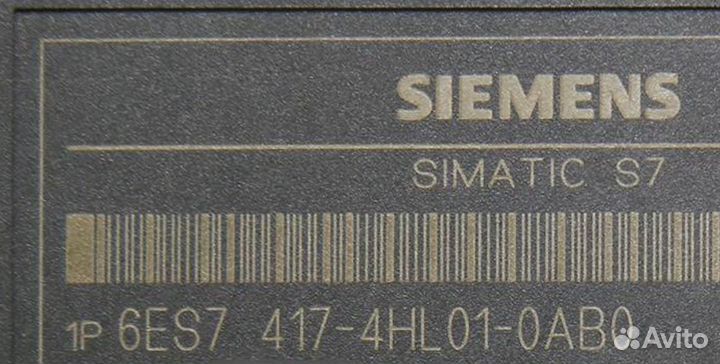 SIEMENS
SIMATIC S7
1P 6ES7 417-4HL01-0AB0
Avito